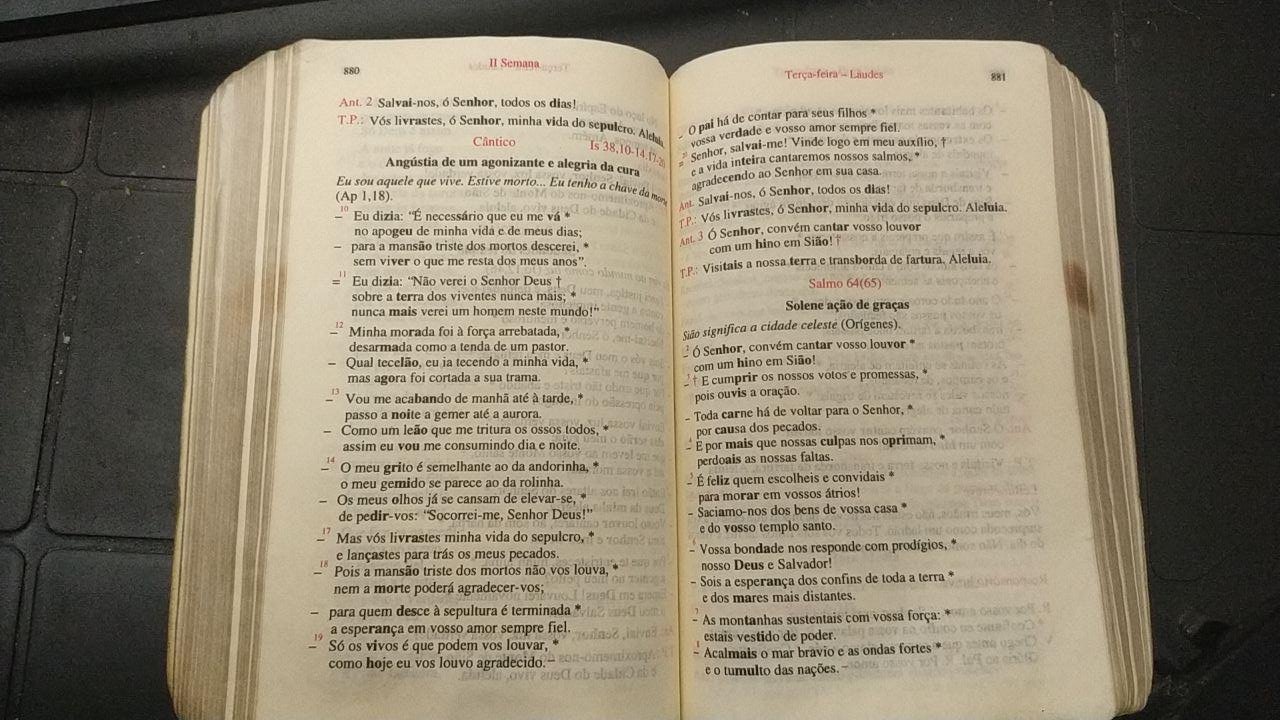 880
II Semana
Ant. 2 Salvai-nos, ó Senhor, todos os dias!
T.P.: Vós livrastes, ó Senhor, minha vida do sepulcro. Aleluia.
Cântico
Is 38,10-14.17-20
Angústia de um agonizante e alegria da cura
Eu sou aquele que vive. Estive morto... Eu tenho a chave da morte
(Ap 1,18).
–10 Eu dizia: “É necessário que eu me vá *
no apogeu de minha vida e de meus dias;
– para a mansão triste dos mortos descerei, *
sem viver o que me resta dos meus anos”.
=11 Eu dizia: “Não verei o Senhor Deus †
sobre a terra dos viventes nunca mais; *
nunca mais verei um homem neste mundo!”
–12 Minha morada foi à força arrebatada, *
desarmada como a tenda de um pastor.
– Qual tecelão, eu ia tecendo a minha vida, *
mas agora foi cortada a sua trama.
–13 Vou me acabando de manhã até à tarde, *
passo a noite a gemer até a aurora.
– Como um leão que me tritura os ossos todos, *
assim eu vou me consumindo dia e noite.
–14 O meu grito é semelhante ao da andorinha, *
o meu gemido se parece ao da rolinha.
– Os meus olhos já se cansam de elevar-se, *
de pedir-vos: “Socorrei-me, Senhor Deus!”
–17 Mas vós livrastes minha vida do sepulcro, *
e lançastes para trás os meus pecados.
–18 Pois a mansão triste dos mortos não vos louva, *
nem a morte poderá agradecer-vos;
– para quem desce à sepultura é terminada *
a esperança em vosso amor sempre fiel.
–19 Só os vivos é que podem vos louvar, *
como hoje eu vos louvo agradecido. –
Terça-feira – Laudes
881
– O pai há de contar para seus filhos *
vossa verdade e vosso amor sempre fiel.
=20 Senhor, salvai-me! Vinde logo em meu auxílio, †
e a vida inteira cantaremos nossos salmos, *
agradecendo ao Senhor em sua casa.
Ant. Salvai-nos, ó Senhor, todos os dias!
T.P.: Vós livrastes, ó Senhor, minha vida do sepulcro. Aleluia.
Ant. 3 Ó Senhor, convém cantar vosso louvor
com um hino em Sião! †
T.P.: Visitais a nossa terra e transborda de fartura. Aleluia.
Salmo 64(65)
Solene ação de graças
Sião significa a cidade celeste (Orígenes).
–2 Ó Senhor, convém cantar vosso louvor *
com um hino em Sião!
–3 † E cumprir os nossos votos e promessas, *
pois ouvis a oração.
– Toda carne há de voltar para o Senhor, *
por causa dos pecados.
–4 E por mais que nossas culpas nos oprimam, *
perdoais as nossas faltas.
–5 É feliz quem escolheis e convidais *
para morar em vossos átrios!
– Saciamo-nos dos bens de vossa casa *
e do vosso templo santo.
–6 Vossa bondade nos responde com prodígios, *
nosso Deus e Salvador!
– Sois a esperança dos confins de toda a terra *
e dos mares mais distantes.
–7 As montanhas sustentais com vossa força: *
estais vestido de poder.
–8 Acalmais o mar bravio e as ondas fortes *
e o tumulto das nações. –